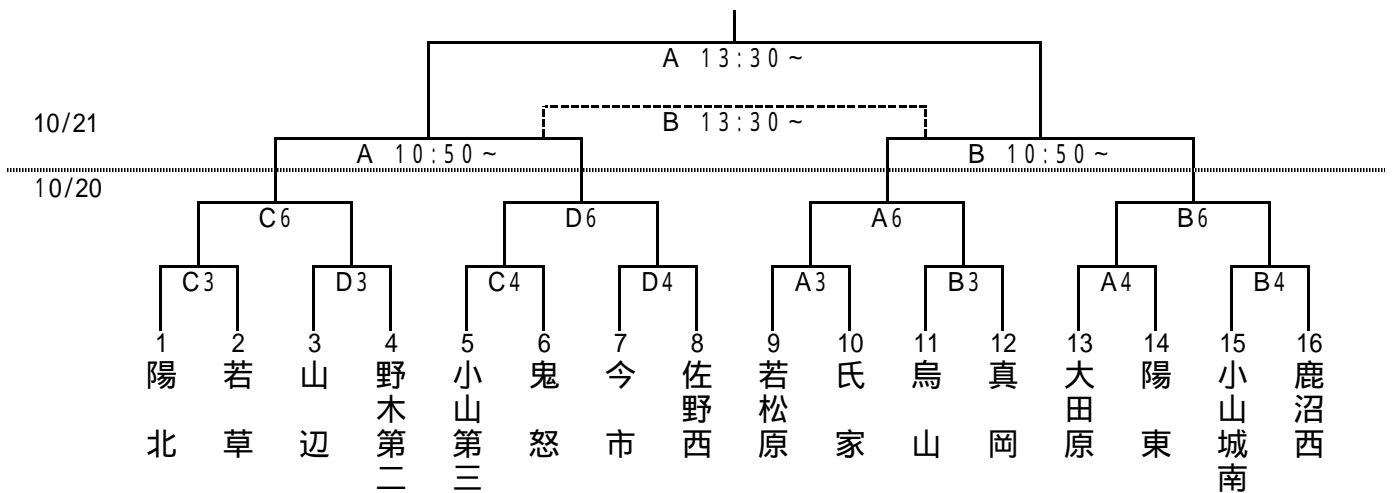 A 13:30~
10/21
B 13:30~
A 10:50~
B 10:50~
10/20
C6
D6
A6
B6
C3
D3
C4
D4
A3
B3
A4
B4
1 2 3 4 5 6 7 8 9 10 11 12 13 14 15 16
陽北
若草
山辺
野木第二
小山第三
鬼怒
今市
佐野西
若松原
氏家
烏山
真岡
大田原
陽東
小山城南
鹿沼西